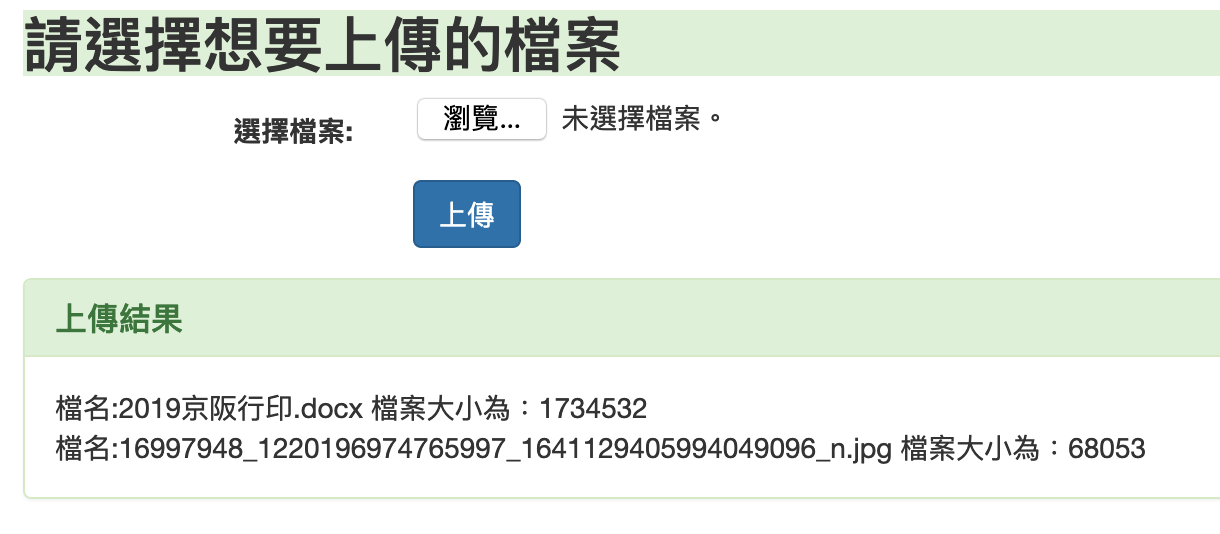 請選擇想要上傳的檔案
選擇檔案: 瀏覽... 未選擇檔案。
上傳
上傳結果
檔名:2019京阪行印.docx 檔案大小為：1734532
檔名:16997948_1220196974765997_1641129405994049096_n.jpg 檔案大小為：68053